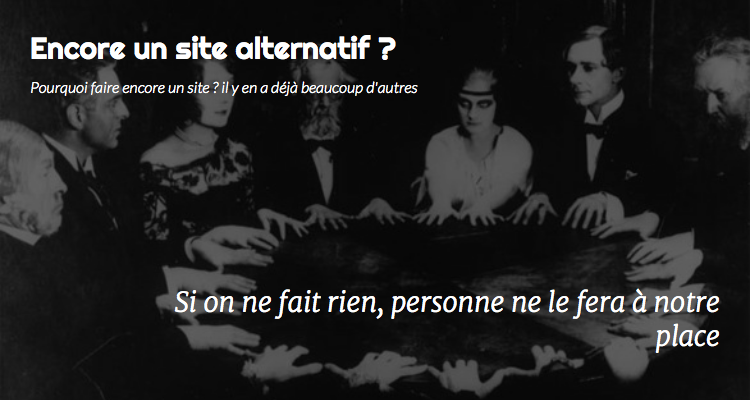 Encore un site alternatif ?
Pourquoi faire encore un site ? il y en a déjà beaucoup d'autres
Si on ne fait rien, personne ne le fera à notre
place